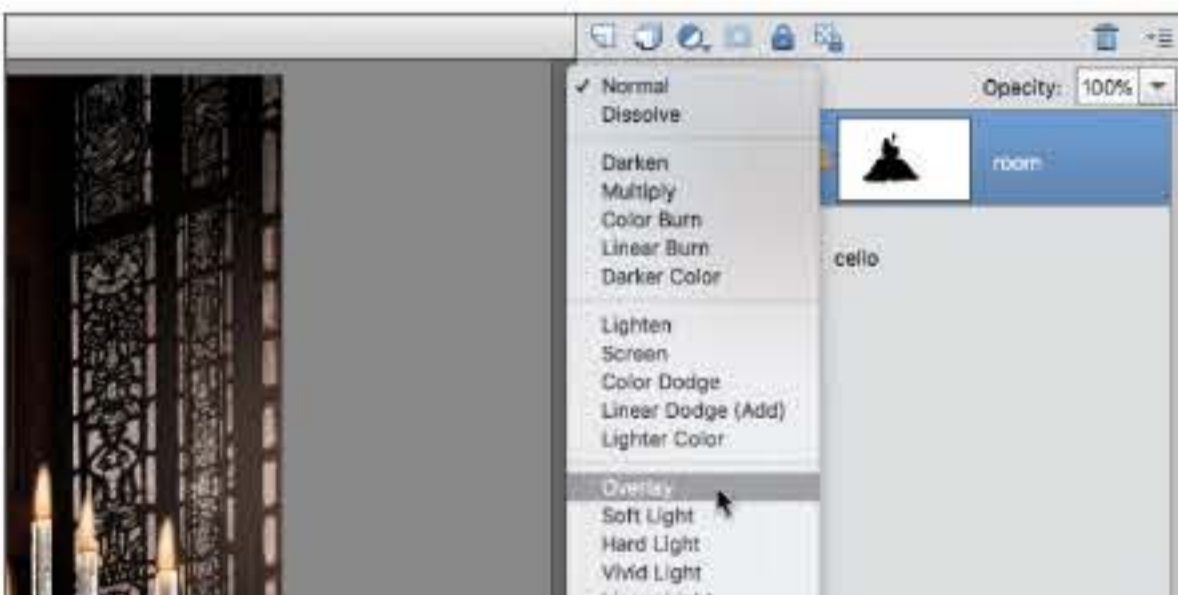 Normal
Opacity: 100%
Dissolve
Darken
room
Multiply
Color Burn
Linear Burn
cello
Darker Color
Lighten
Screen
Color Dodge
Linear Dodge (Add)
Lighter Color
Overlay
Soft Light
Hard Light
Vivid Light